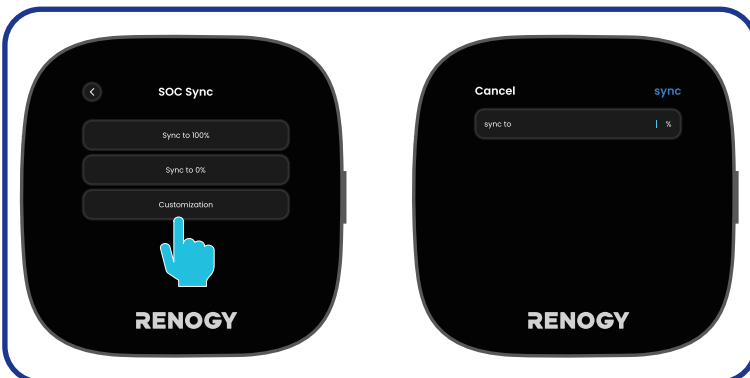 SOC Sync
Sync to 100%
Sync to 0%
Customization
RENOGY
Cancel sync
sync to %
RENOGY